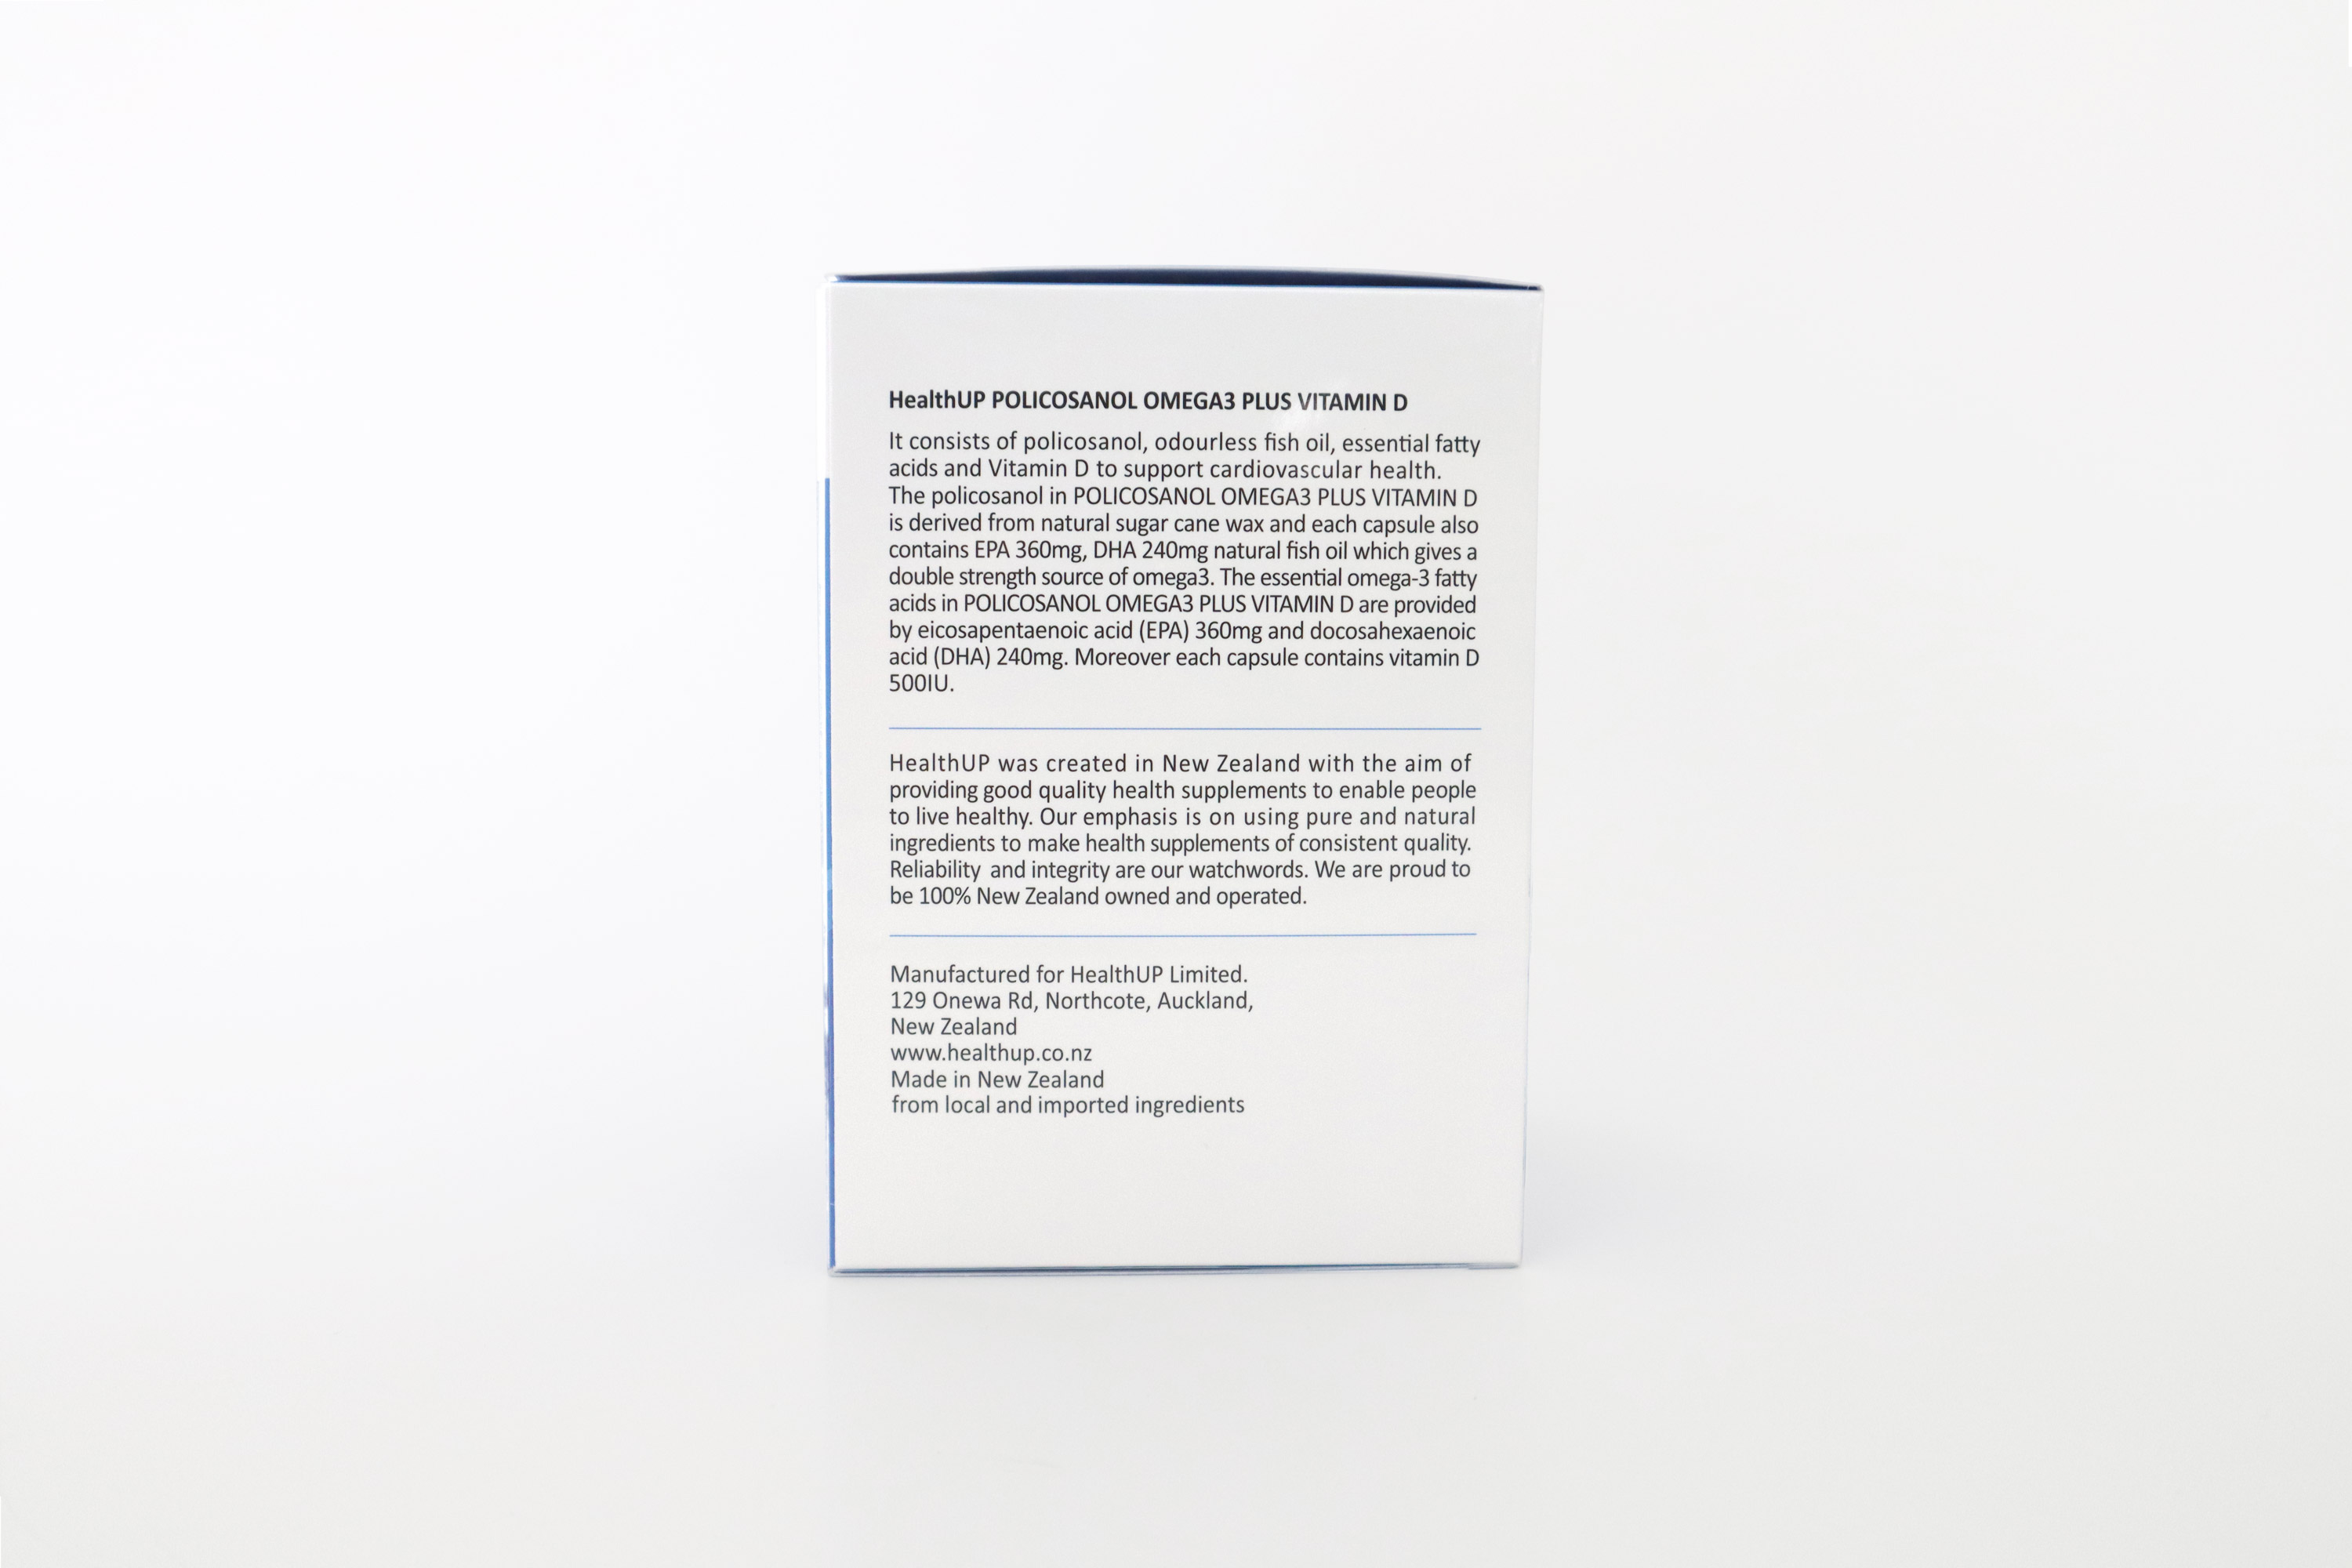 HealthUP POLICOSANOL OMEGA3 PLUS VITAMIN D
It consists of policosanol, odourless fish oil, essential fatty
acids and Vitamin D to support cardiovascular health.
The policosanol in POLICOSANOL OMEGA3 PLUS VITAMIN D
is derived from natural sugar cane wax and each capsule also
contains EPA 360mg, DHA 240mg natural fish oil which gives a
double strength source of omega3. The essential omega-3 fatty
acids in POLICOSANOL OMEGA3 PLUS VITAMIN D are provided
by eicosapentaenoic acid (EPA) 360mg and docosahexaenoic
acid (DHA) 240mg. Moreover each capsule contains vitamin D
500IU.
HealthUP was created in New Zealand with the aim of
providing good quality health supplements to enable people
to live healthy. Our emphasis is on using pure and natural
ingredients to make health supplements of consistent quality.
Reliability and integrity are our watchwords. We are proud to
be 100% New Zealand owned and operated.
Manufactured for HealthUP Limited.
129 Onewa Rd, Northcote, Auckland,
New Zealand
www.healthup.co.nz
Made in New Zealand
from local and imported ingredients